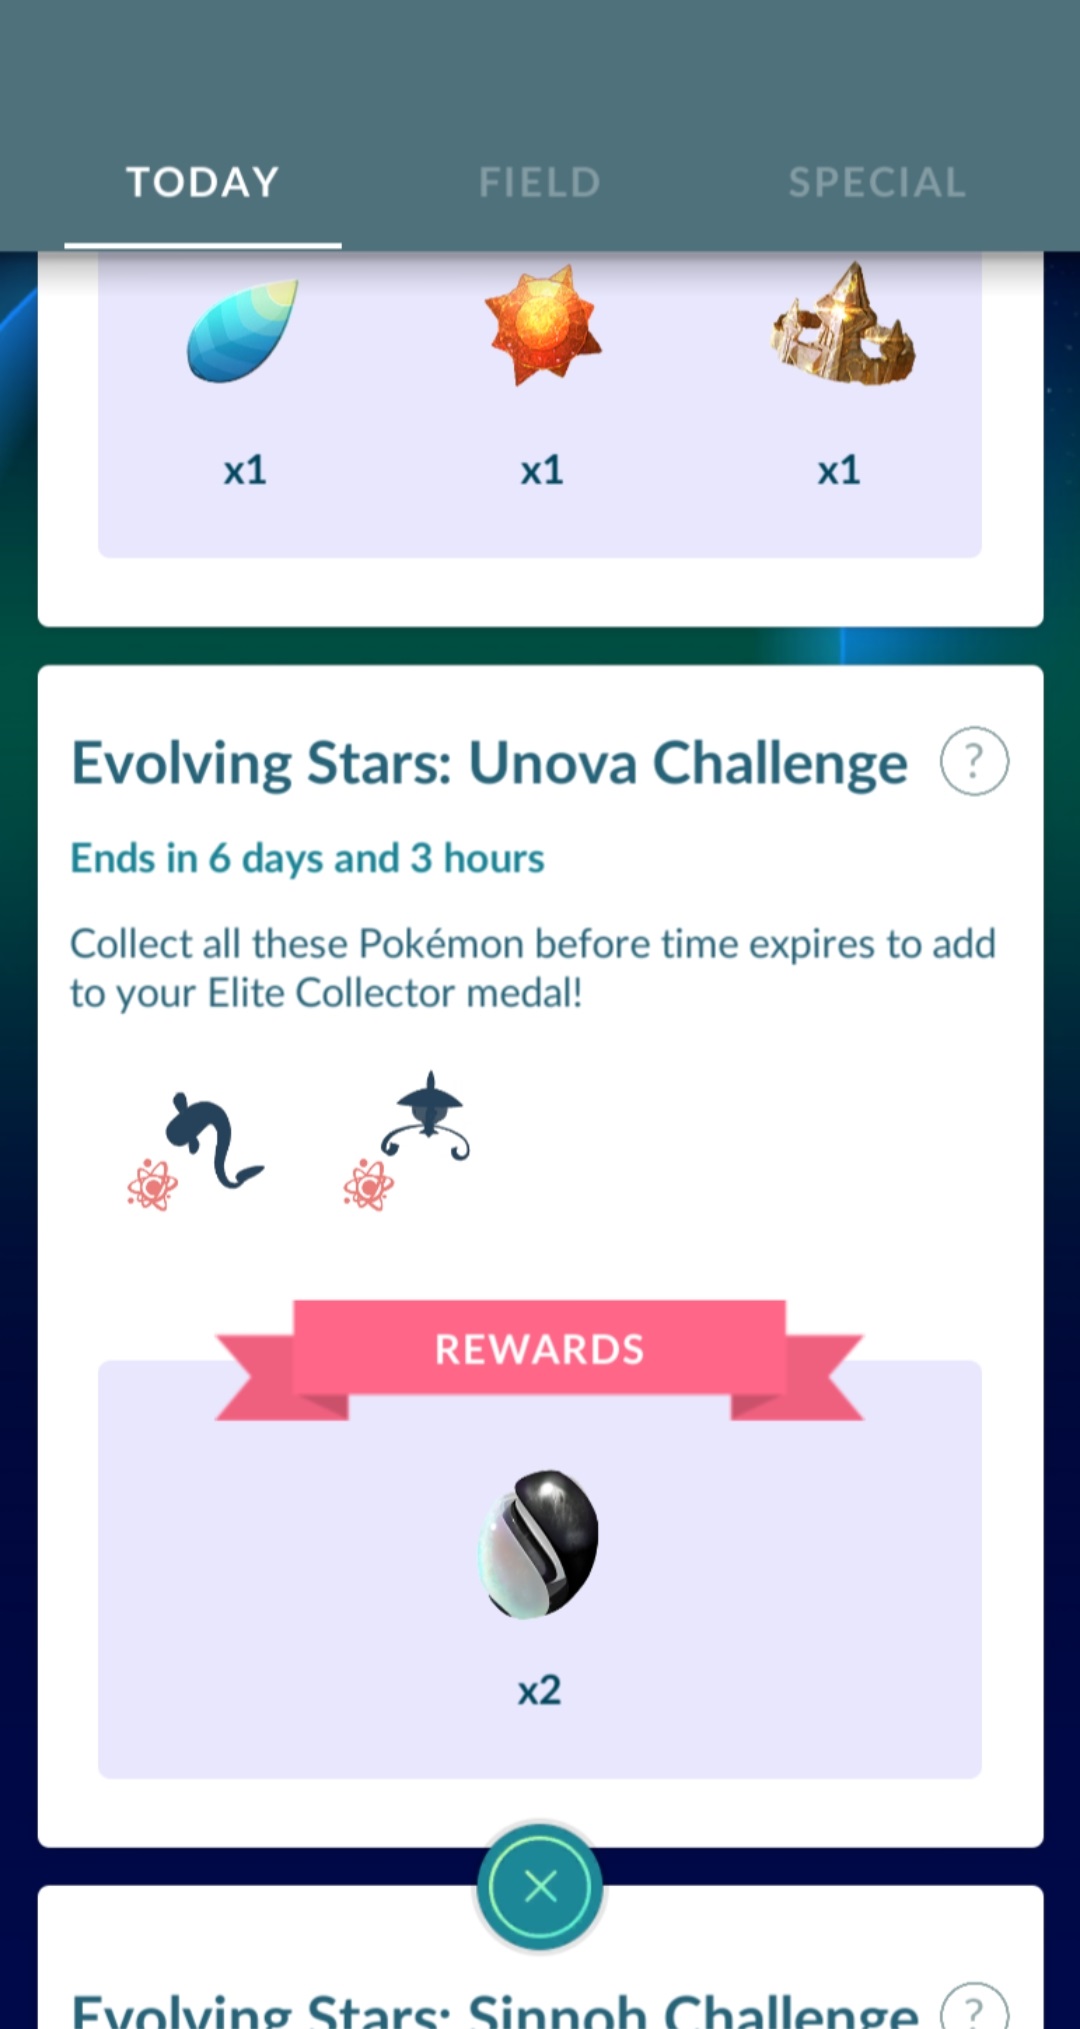 TODAY FIELD SPECIAL
x1 x1 x1
Evolving Stars: Unova Challenge ?
Ends in 6 days and 3 hours
Collect all these Pokémon before time expires to add
to your Elite Collector medal!
REWARDS
x2
Evolving Stars: Sinnoh Challenge ?